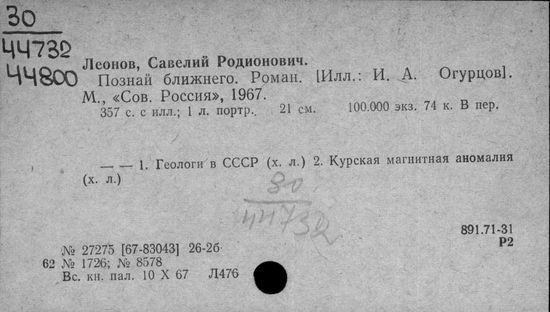 30
44732
44800
Леонов, Савелий Родионович.
Познай ближнего. Роман. [Илл.: И. А. Огурцов].
М., «Сов. Россия», 1967.
357 с. с илл.; 1 л. портр. 21 см. 100.000 экз. 74 к. В пер.
— — 1. Геологи в СССР (х. л.) 2. Курская магнитная аномалия
(х. л.)
30
44732
891.71-31
Р2
№ 27275 [67-83043] 26-2б
62 № 1726; № 8578
Вс. кн. пал. 10 X 67 Л476